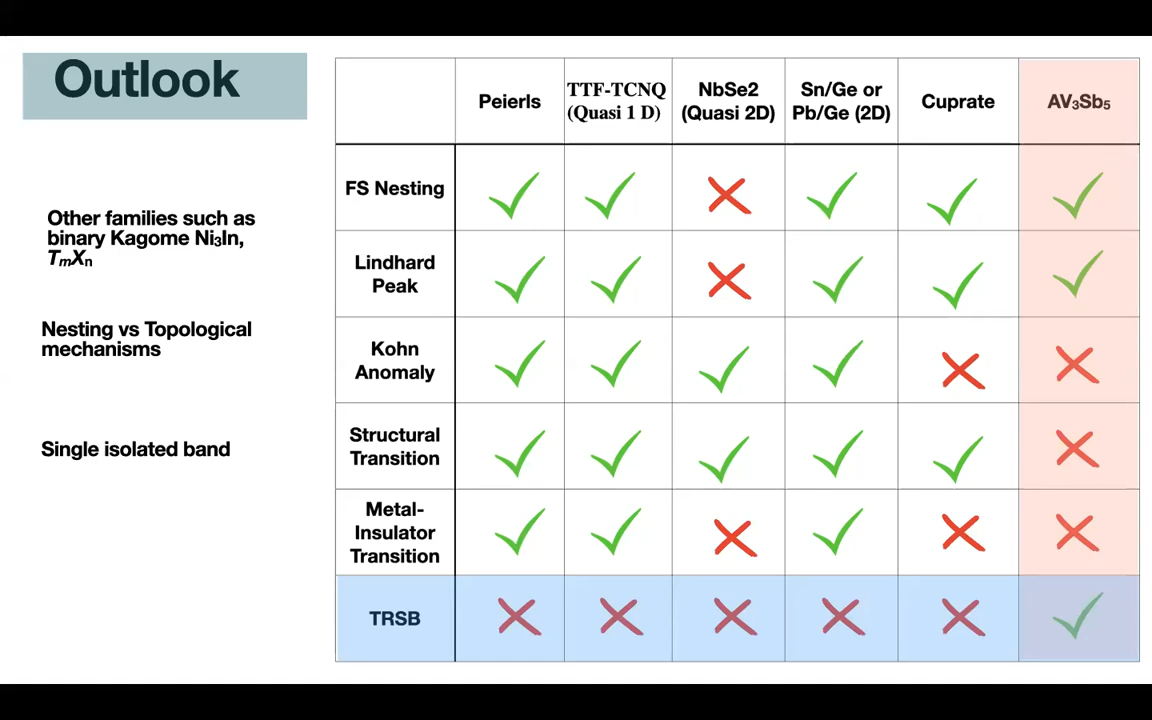 Outlook
Other families such as
binary Kagome Ni₃In,
TₘXₙ
Nesting vs Topological
mechanisms
Single isolated band
Peierls
TTF-TCNQ
(Quasi 1 D)
NbSe2
(Quasi 2D)
Sn/Ge or
Pb/Ge (2D)
Cuprate
AV₃Sb₅
FS Nesting
Lindhard
Peak
Kohn
Anomaly
Structural
Transition
Metal-
Insulator
Transition
TRSB